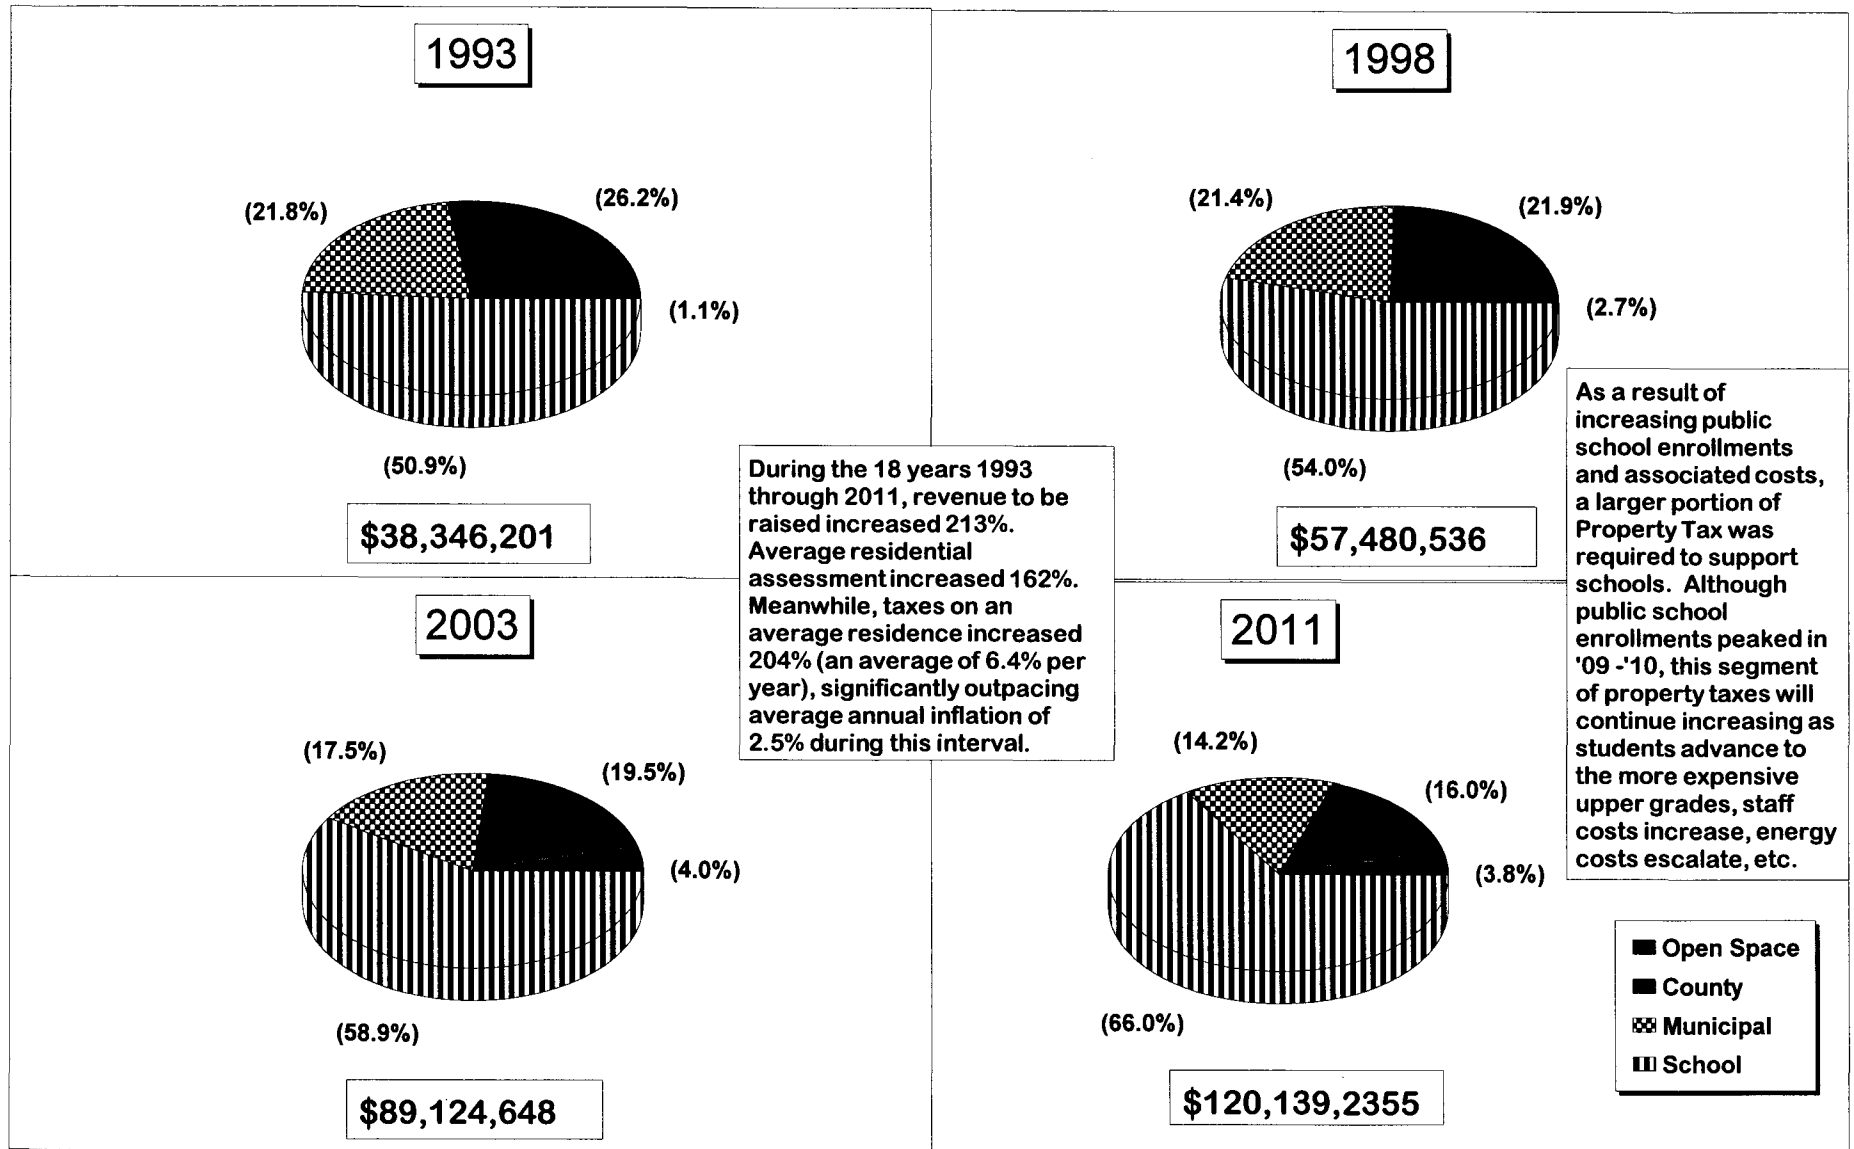 1993
(21.8%)
(26.2%)
(1.1%)
(50.9%)
$38,346,201
1998
(21.4%)
(21.9%)
(2.7%)
(54.0%)
$57,480,536
During the 18 years 1993
through 2011, revenue to be
raised increased 213%.
Average residential
assessment increased 162%.
Meanwhile, taxes on an
average residence increased
204% (an average of 6.4% per
year), significantly outpacing
average annual inflation of
2.5% during this interval.
As a result of
increasing public
school enrollments
and associated costs,
a larger portion of
Property Tax was
required to support
schools. Although
public school
enrollments peaked in
'09 -'10, this segment
of property taxes will
continue increasing as
students advance to
the more expensive
upper grades, staff
costs increase, energy
costs escalate, etc.
2003
(17.5%)
(19.5%)
(4.0%)
(58.9%)
$89,124,648
2011
(14.2%)
(16.0%)
(3.8%)
(66.0%)
$120,139,2355
Open Space
County
Municipal
School